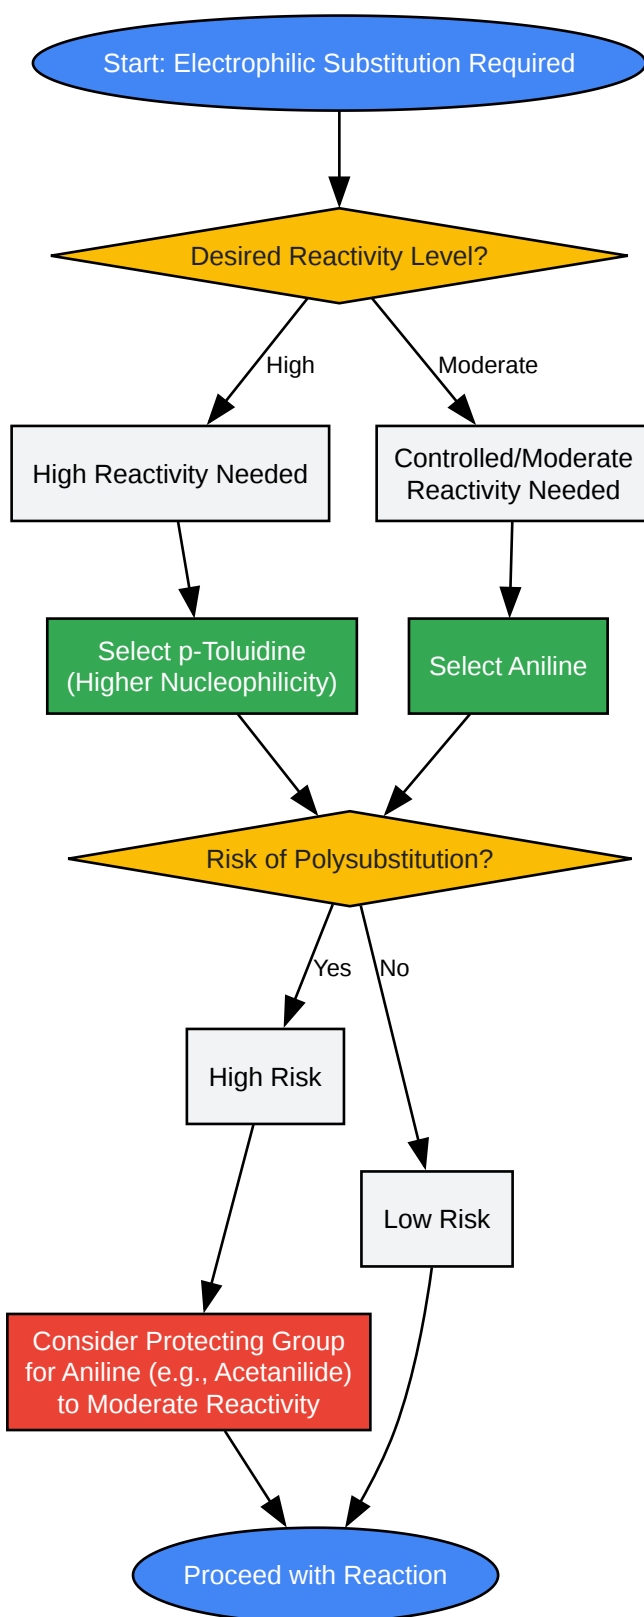 Start: Electrophilic Substitution Required
Desired Reactivity Level?
High
Moderate
High Reactivity Needed
Controlled/Moderate
Reactivity Needed
Select p-Toluidine
(Higher Nucleophilicity)
Select Aniline
Risk of Polysubstitution?
Yes
No
High Risk
Low Risk
Consider Protecting Group
for Aniline (e.g., Acetanilide)
to Moderate Reactivity
Proceed with Reaction